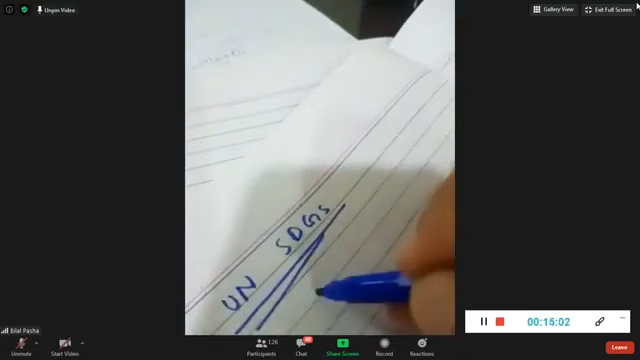 Unpin Video
Gallery View
Exit Full Screen
UN SDGs
Bilal Pasha
00:15:02
Unmute
Start Video
126
Participants
Chat
Share Screen
Record
Reactions
Leave